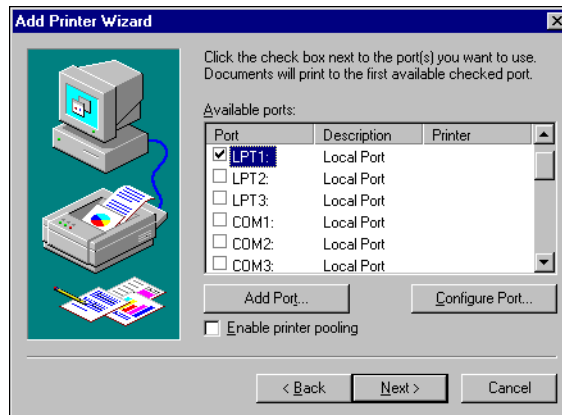 Add Printer Wizard
Click the check box next to the port(s) you want to use.
Documents will print to the first available checked port.
Available ports:
Port Description Printer
LPT1: Local Port
LPT2: Local Port
LPT3: Local Port
COM1: Local Port
COM2: Local Port
COM3: Local Port
Add Port... Configure Port...
Enable printer pooling
< Back Next > Cancel